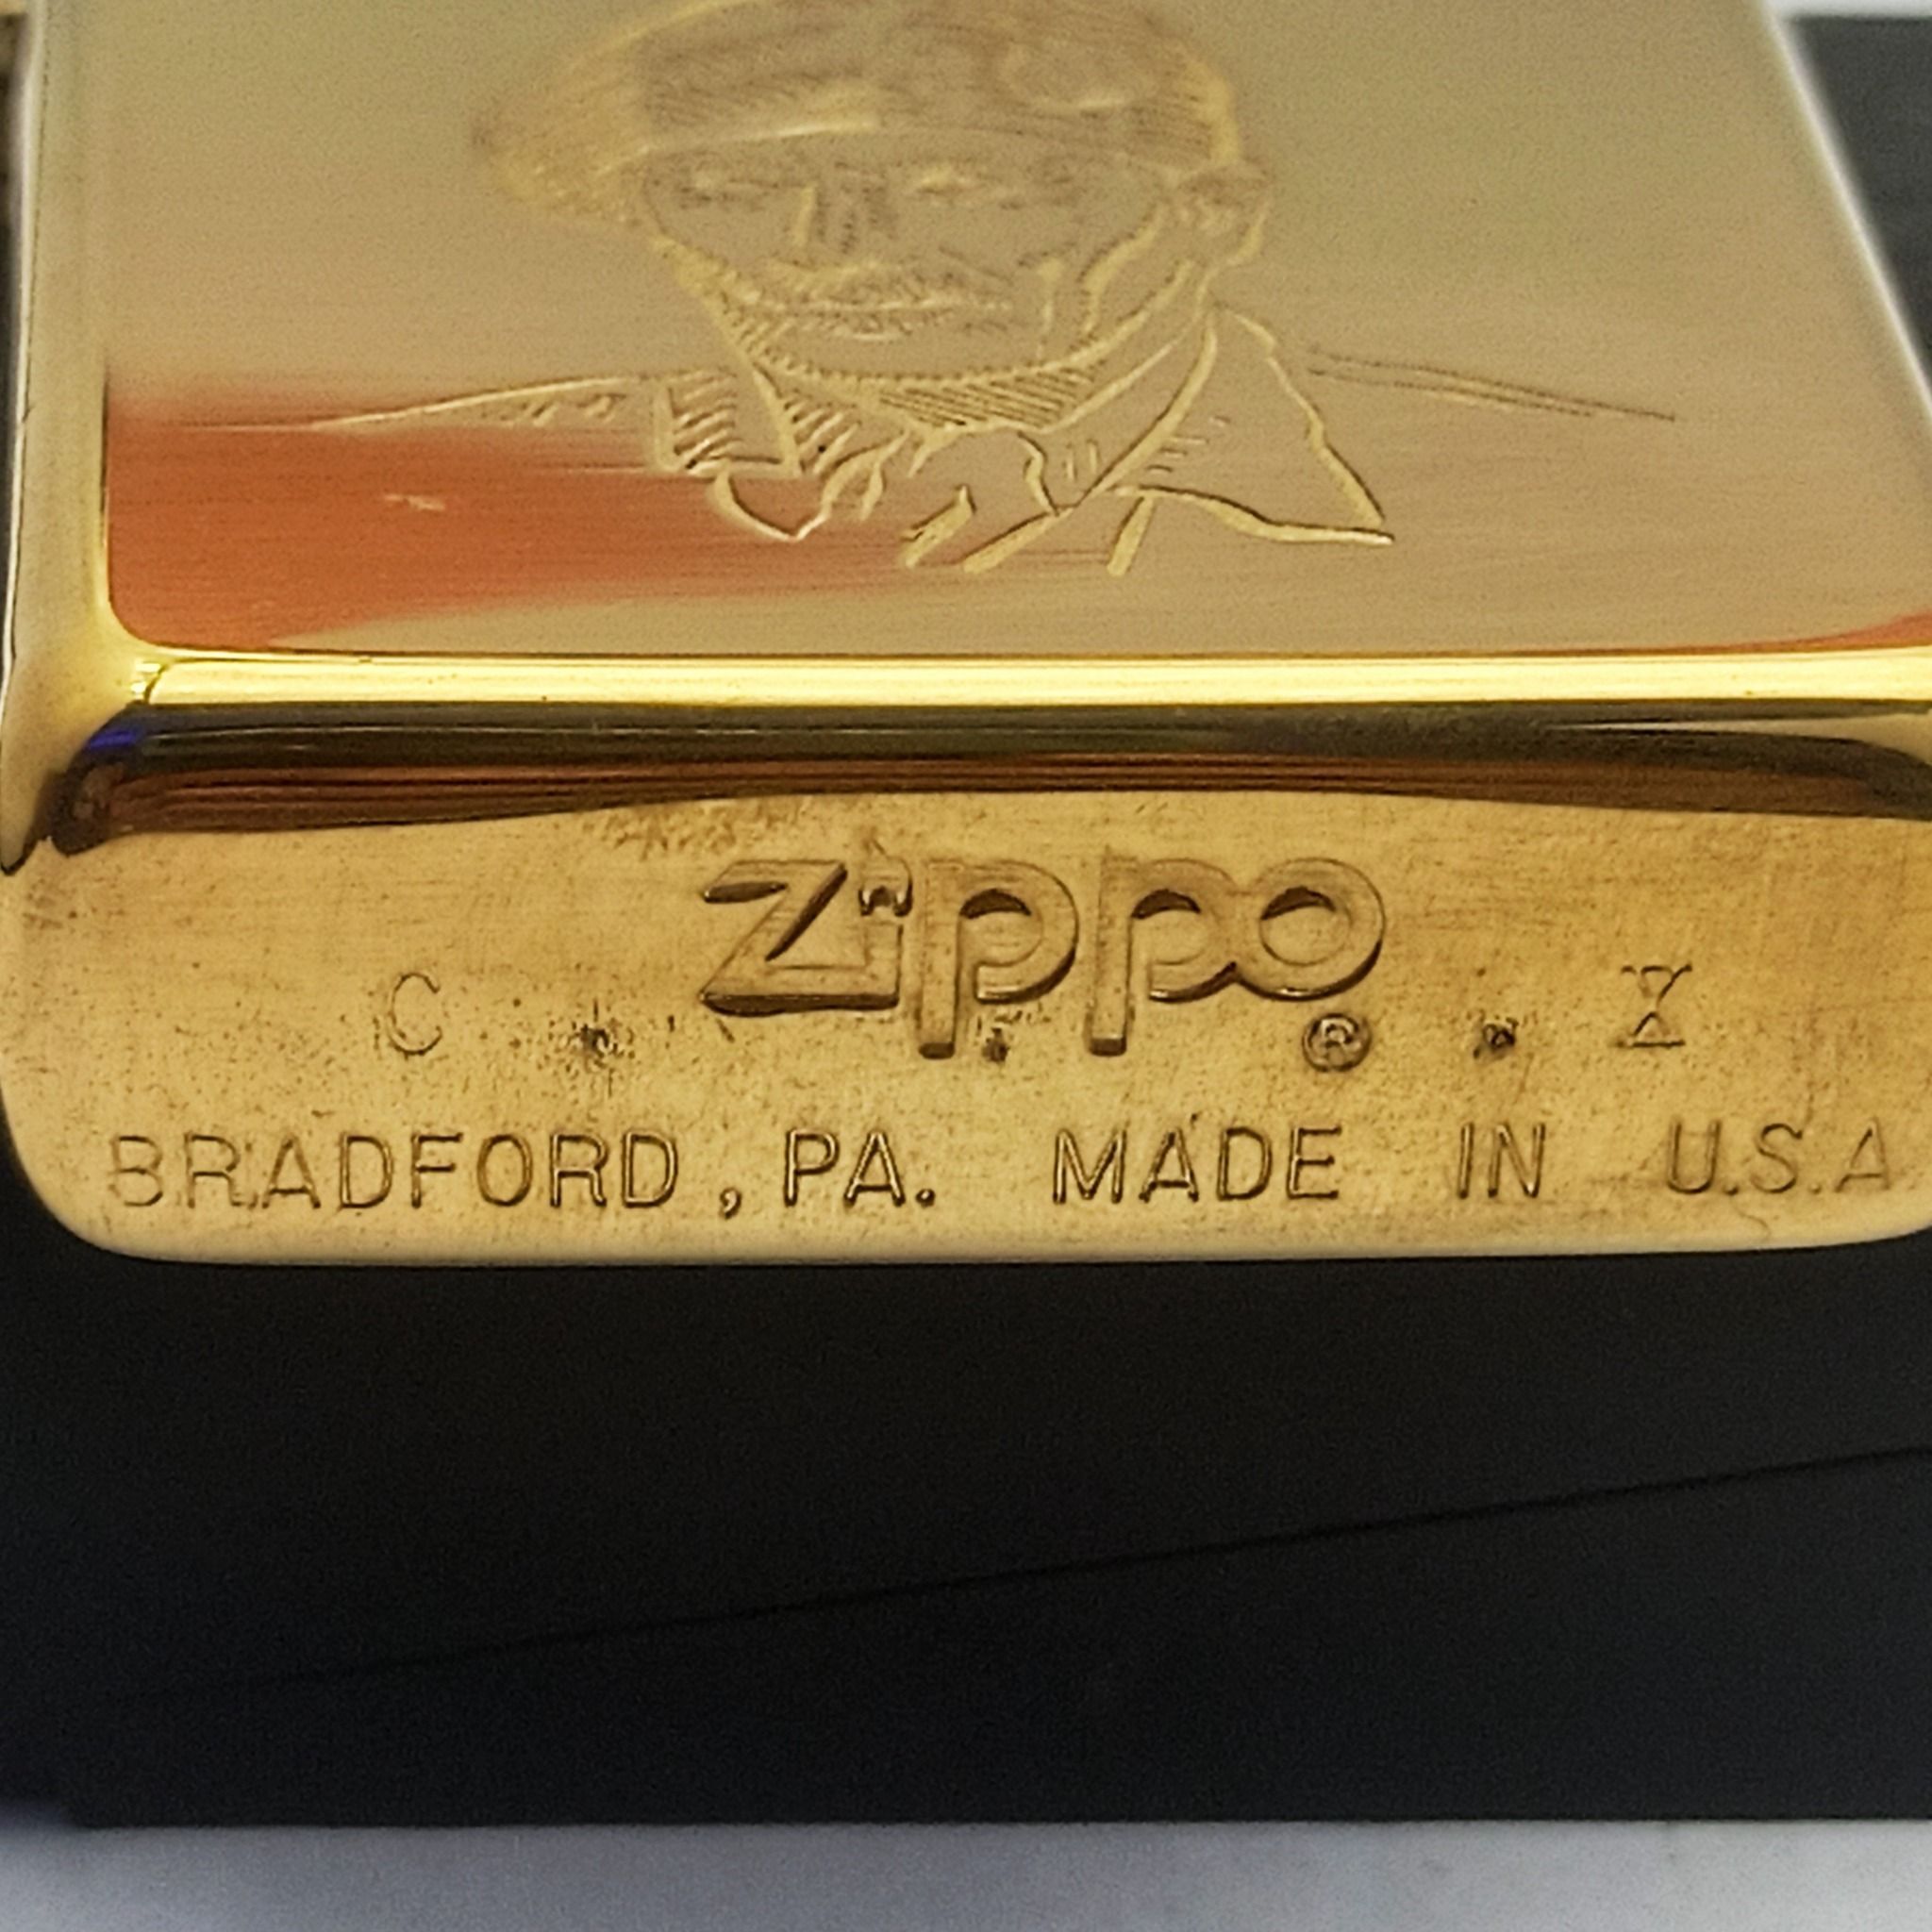 Zippo
C . ® . X
BRADFORD, PA. MADE IN U.S.A